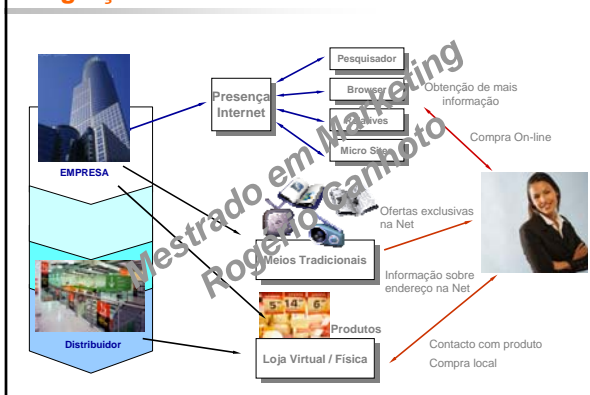 Pesquisador
Presença
Internet
Browser
Micro Sites
Obtenção de mais
informação
Compra On-line
EMPRESA
Mestrado em Marketing
Rogério Canhoto
Ofertas exclusivas
na Net
Meios Tradicionais
Informação sobre
endereço na Net
Produtos
Distribuidor
Loja Virtual / Física
Contacto com produto
Compra local